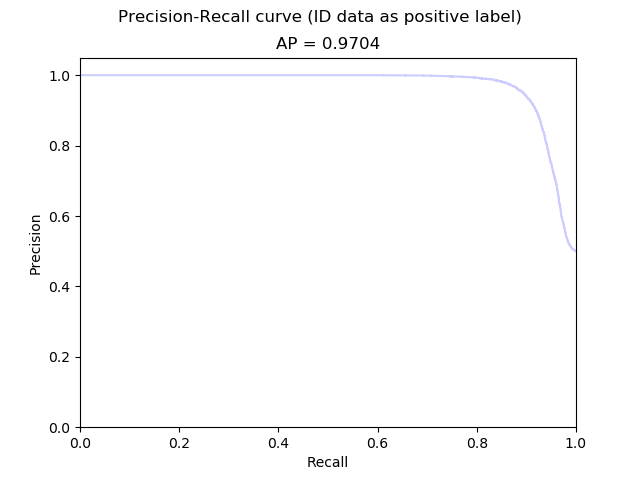 Precision-Recall curve (ID data as positive label)
AP = 0.9704
1.0
0.8
0.6
0.4
0.2
0.0
Precision
0.0 0.2 0.4 0.6 0.8 1.0
Recall